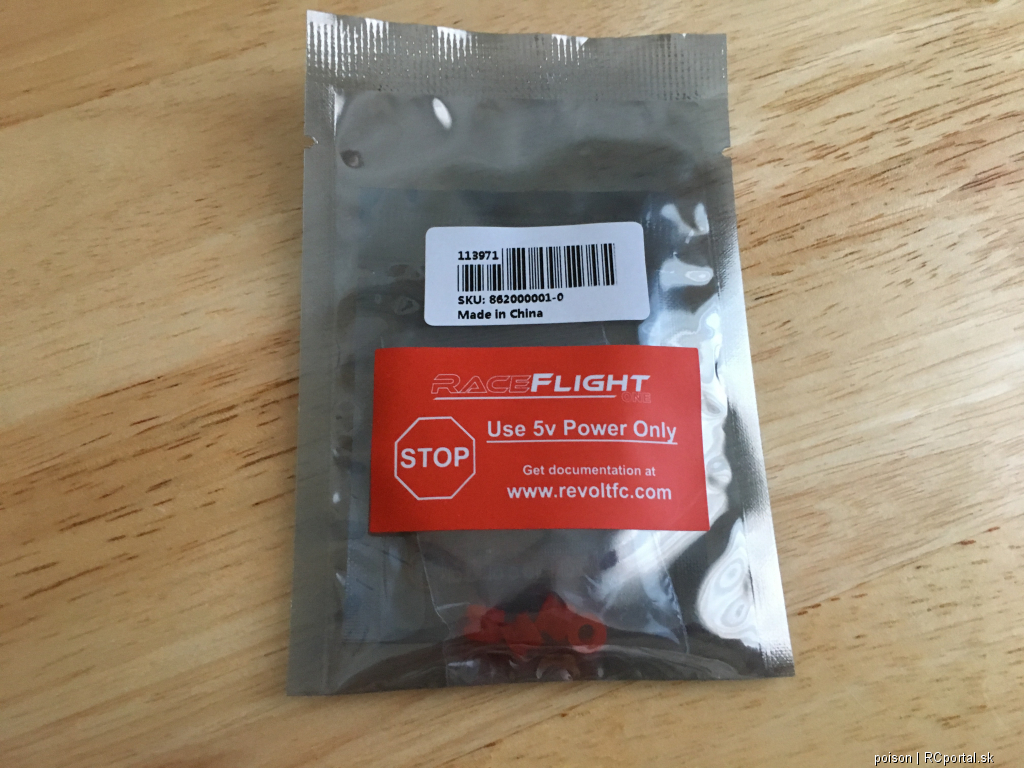 113971
SKU: 862000001-0
Made in China
RACEFLIGHT
ONE
STOP
Use 5v Power Only
Get documentation at
www.revoltfc.com
poison | RCportal.sk